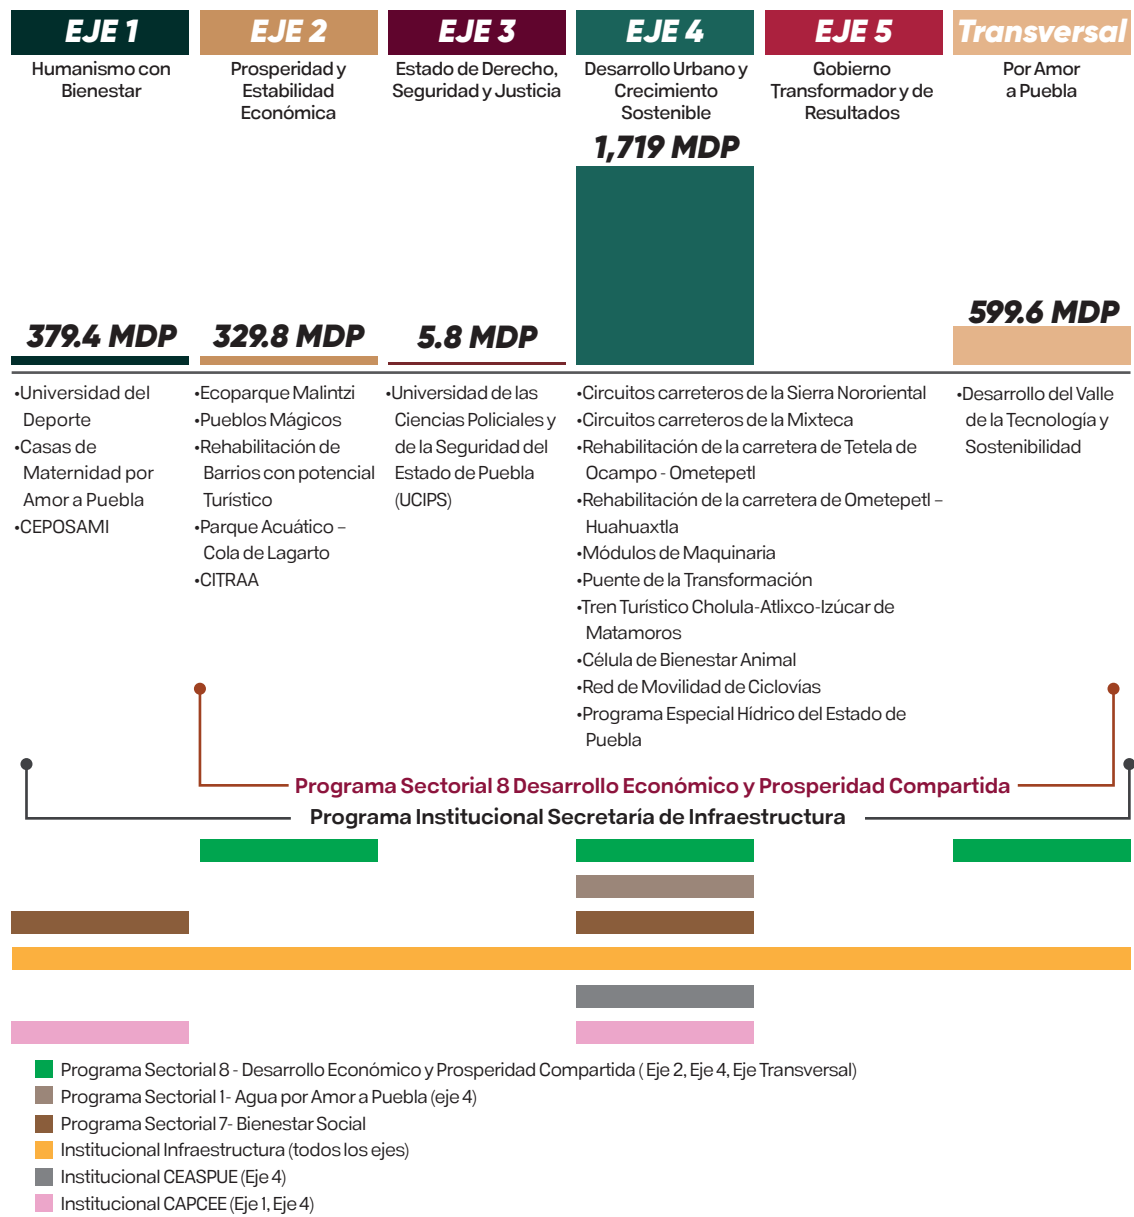 EJE 1
Humanismo con
Bienestar
EJE 2
Prosperidad y
Estabilidad
Económica
EJE 3
Estado de Derecho,
Seguridad y Justicia
EJE 4
Desarrollo Urbano y
Crecimiento
Sostenible
EJE 5
Gobierno
Transformador y de
Resultados
Transversal
Por Amor
a Puebla
379.4 MDP
329.8 MDP
5.8 MDP
1,719 MDP
599.6 MDP
•Universidad del
Deporte
•Casas de
Maternidad por
Amor a Puebla
•CEPOSAMI
•Ecoparque Malintzi
•Pueblos Mágicos
•Rehabilitación de
Barrios con potencial
Turístico
•Parque Acuático –
Cola de Lagarto
•CITRAA
•Universidad de las
Ciencias Policiales y
de la Seguridad del
Estado de Puebla
(UCIPS)
•Circuitos carreteros de la Sierra Nororiental
•Circuitos carreteros de la Mixteca
•Rehabilitación de la carretera de Tetela de
Ocampo - Ometepetl
•Rehabilitación de la carretera de Ometepetl –
Huahuaxtla
•Módulos de Maquinaria
•Puente de la Transformación
•Tren Turístico Cholula-Atlixco-Izúcar de
Matamoros
•Célula de Bienestar Animal
•Red de Movilidad de Ciclovías
•Programa Especial Hídrico del Estado de
Puebla
•Desarrollo del Valle
de la Tecnología y
Sostenibilidad
Programa Sectorial 8 Desarrollo Económico y Prosperidad Compartida
Programa Institucional Secretaría de Infraestructura
Programa Sectorial 8 - Desarrollo Económico y Prosperidad Compartida ( Eje 2, Eje 4, Eje Transversal)
Programa Sectorial 1- Agua por Amor a Puebla (eje 4)
Programa Sectorial 7- Bienestar Social
Institucional Infraestructura (todos los ejes)
Institucional CEASPUE (Eje 4)
Institucional CAPCEE (Eje 1, Eje 4)